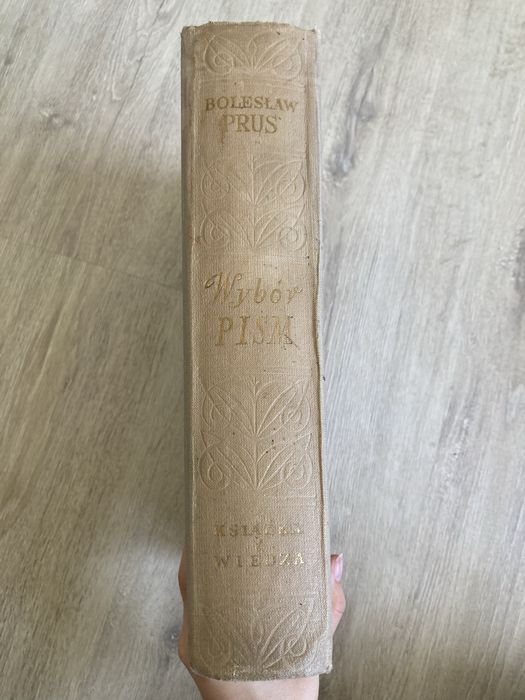 BOLESŁAW
PRUS
Wybór
PISM
KSIĄŻKA
I
WIEDZA